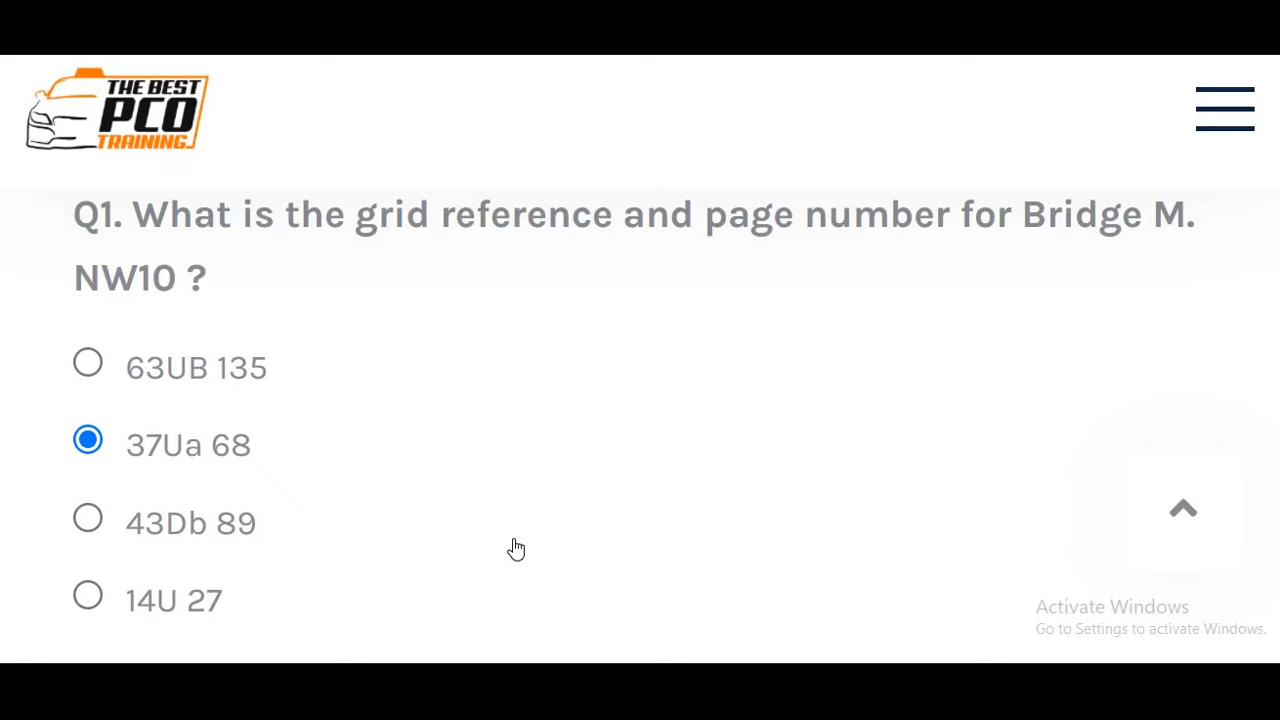 THE BEST
PCO
TRAINING
Q1. What is the grid reference and page number for Bridge M.
NW10 ?
63UB 135
37Ua 68
43Db 89
14U 27
Activate Windows
Go to Settings to activate Windows.